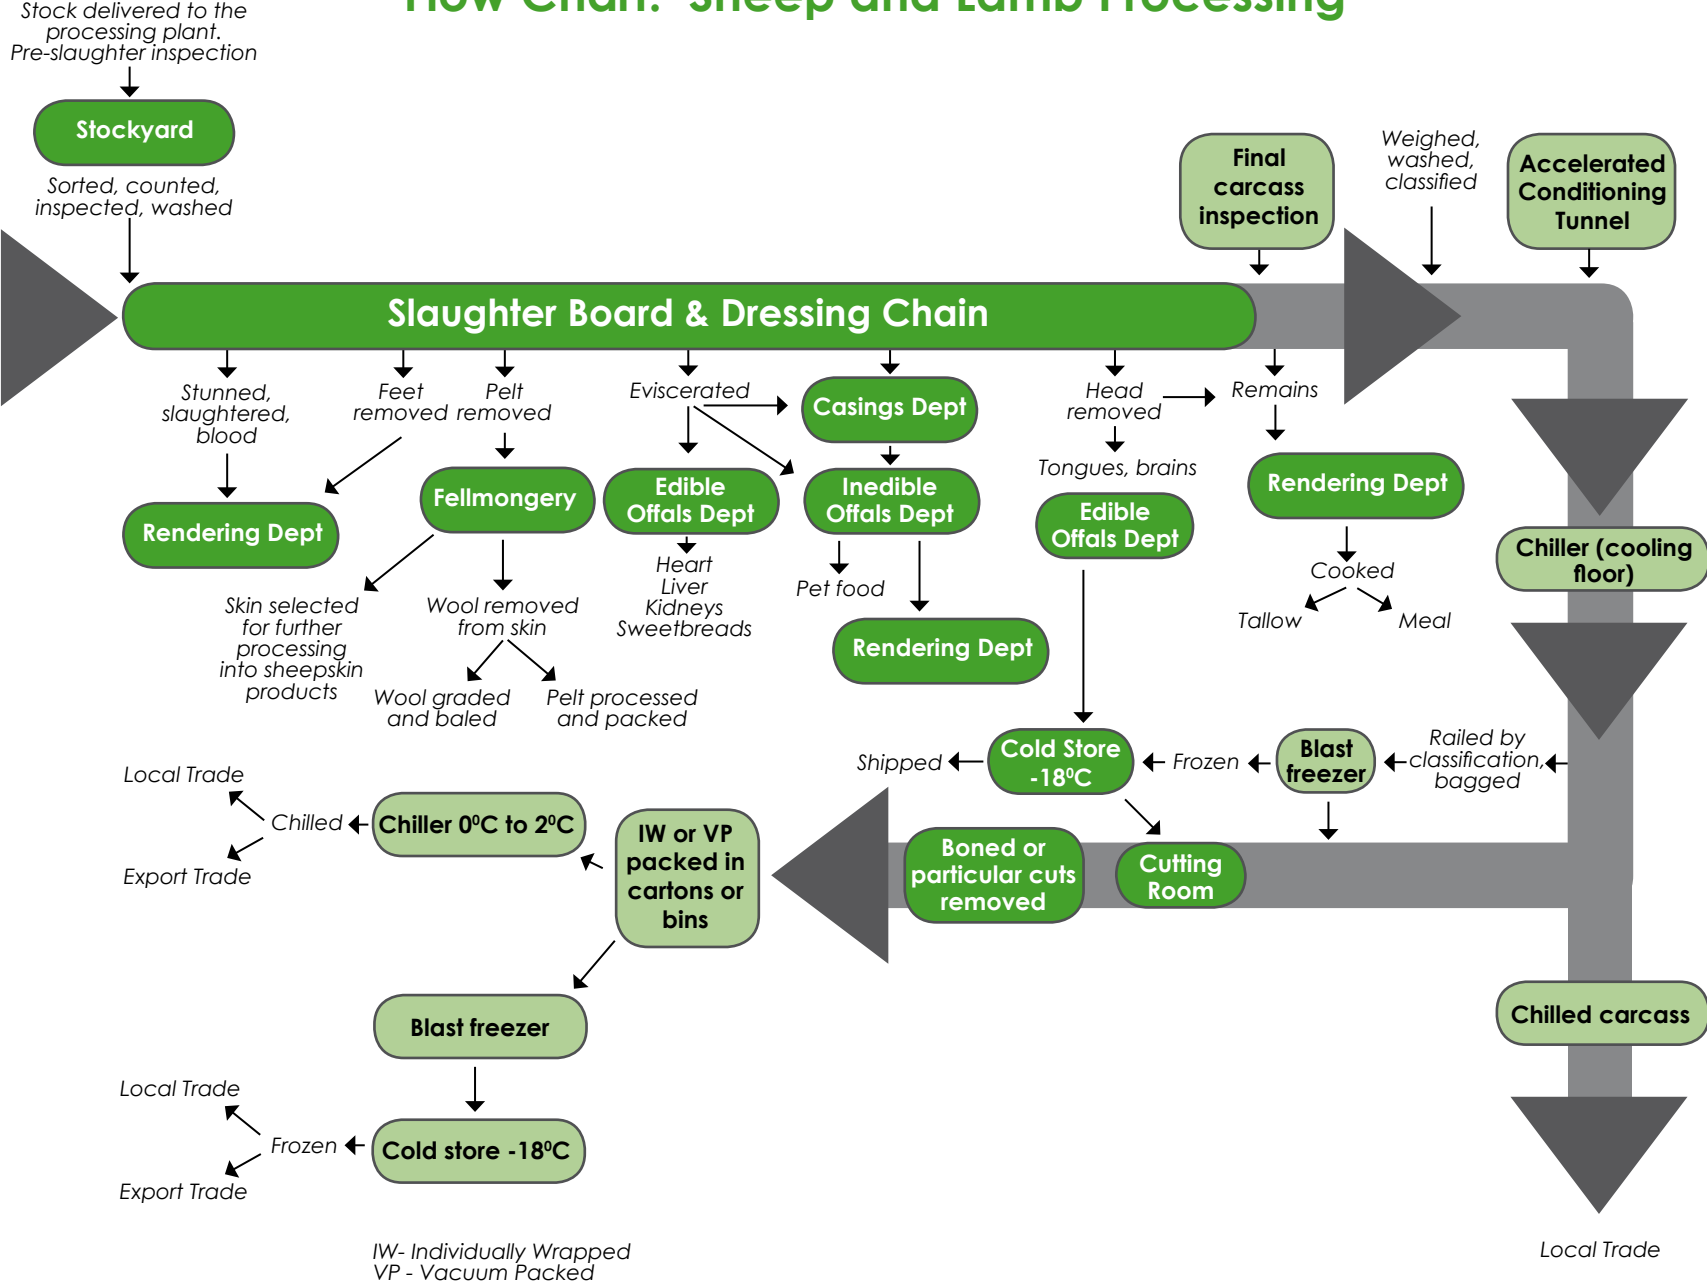 Flow Chart: Sheep and Lamb Processing
Stock delivered to the
processing plant.
Pre-slaughter inspection
Stockyard
Sorted, counted,
inspected, washed
Final
carcass
inspection
Weighed,
washed,
classified
Accelerated
Conditioning
Tunnel
Slaughter Board & Dressing Chain
Stunned,
slaughtered,
blood
Feet
removed
Pelt
removed
Eviscerated
Casings Dept
Head
removed
Remains
Tongues, brains
Rendering Dept
Fellmongery
Edible
Offals Dept
Inedible
Offals Dept
Edible
Offals Dept
Rendering Dept
Chiller (cooling
floor)
Heart
Liver
Kidneys
Sweetbreads
Pet food
Cooked
Tallow
Meal
Skin selected
for further
processing
into sheepskin
products
Wool removed
from skin
Rendering Dept
Wool graded
and baled
Pelt processed
and packed
Shipped
Cold Store
-18⁰C
Frozen
Blast
freezer
Railed by
classification,
bagged
Local Trade
Chilled
Export Trade
Chiller 0⁰C to 2⁰C
IW or VP
packed in
cartons or
bins
Boned or
particular cuts
removed
Cutting
Room
Blast freezer
Chilled carcass
Local Trade
Frozen
Export Trade
Cold store -18⁰C
Local Trade
IW- Individually Wrapped
VP - Vacuum Packed